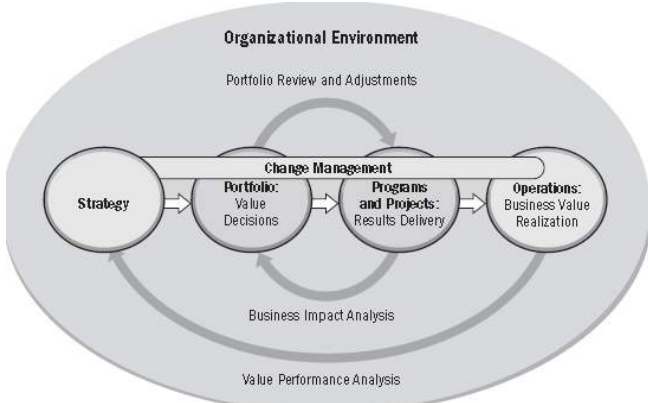 Organizational Environment
Portfolio Review and Adjustments
Change Management
Strategy
Portfolio:
Value
Decisions
Programs
and Projects:
Results Delivery
Operations:
Business Value
Realization
Business Impact Analysis
Value Performance Analysis